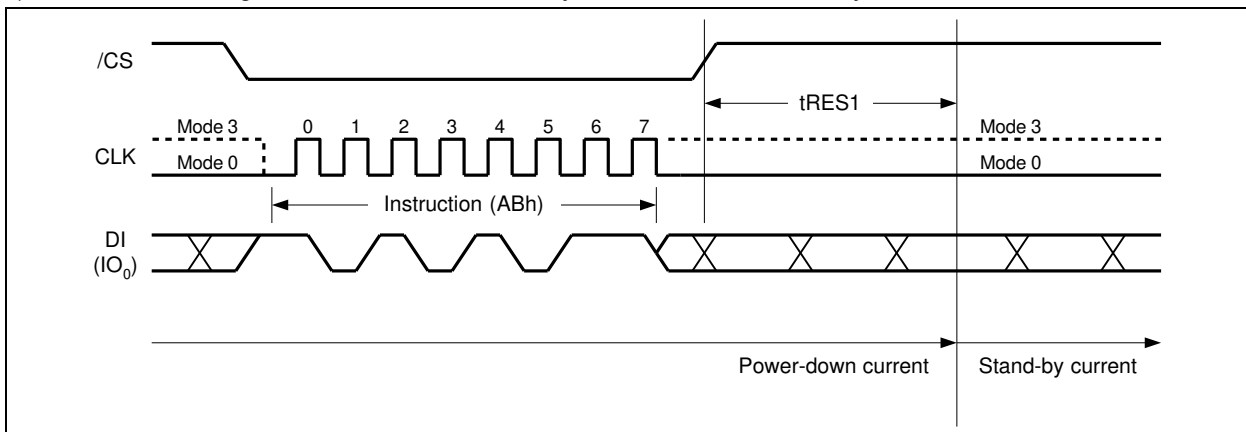 /CS
tRES1
Mode 3 0 1 2 3 4 5 6 7 Mode 3
CLK
Mode 0 Mode 0
Instruction (ABh)
DI
(IO0)
Power-down current Stand-by current